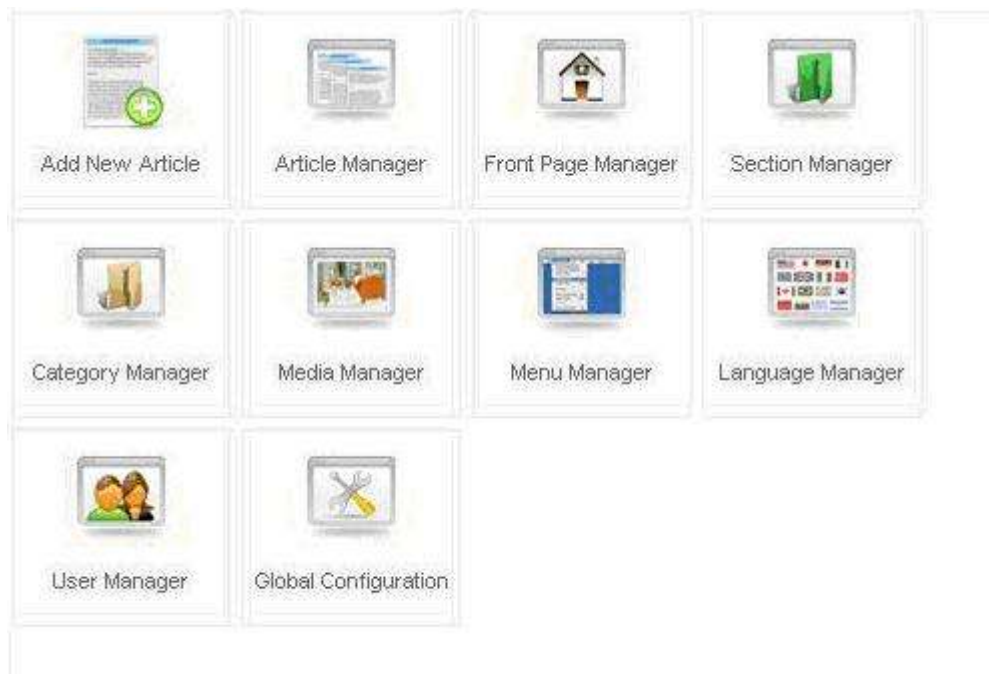 Add New Article
Article Manager
Front Page Manager
Section Manager
Category Manager
Media Manager
Menu Manager
Language Manager
User Manager
Global Configuration